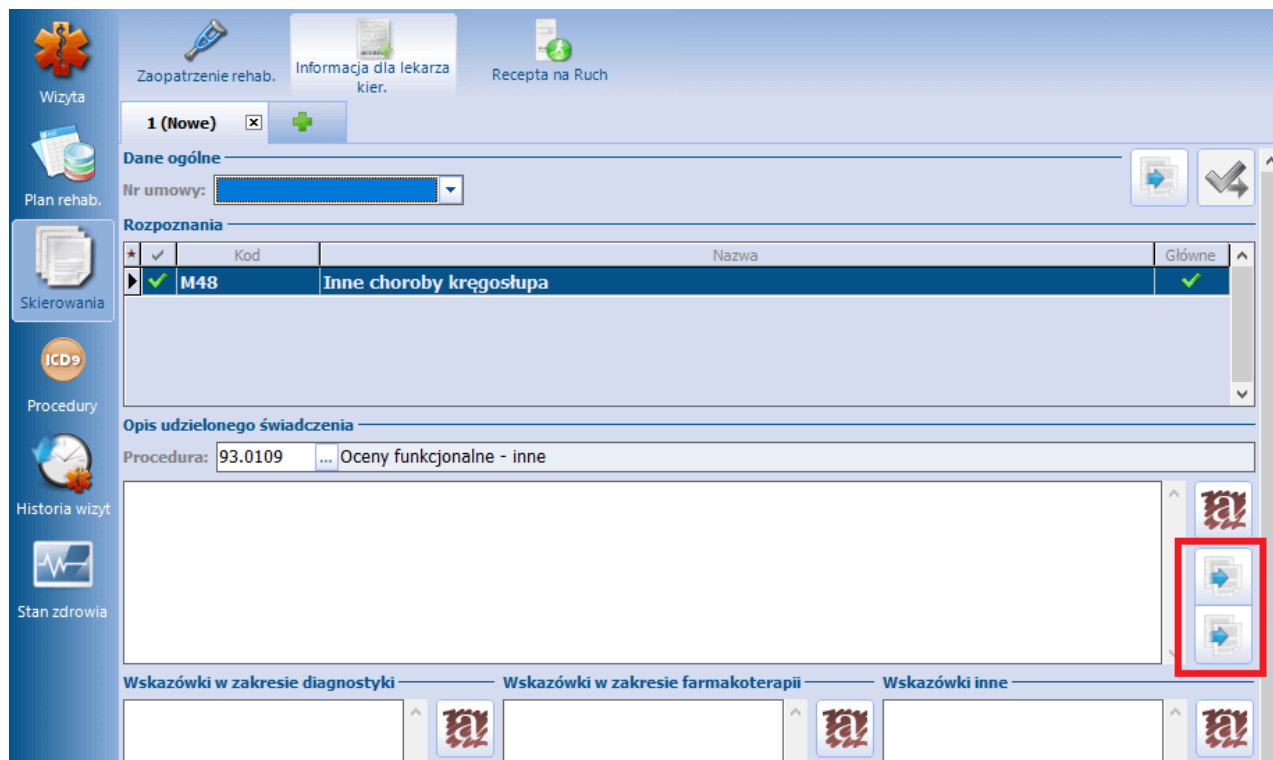 Wizyta
Plan rehab.
Skierowania
ICD9
Procedury
Historia wizyt
Stan zdrowia
Zaopatrzenie rehab.
Informacja dla lekarza
kier.
Recepta na Ruch
1 (Nowe)
Dane ogólne
Nr umowy:
Rozpoznania
Kod Nazwa Główne
M48 Inne choroby kręgosłupa
Opis udzielonego świadczenia
Procedura: 93.0109 ... Oceny funkcjonalne - inne
a
Wskazówki w zakresie diagnostyki Wskazówki w zakresie farmakoterapii Wskazówki inne
a a a